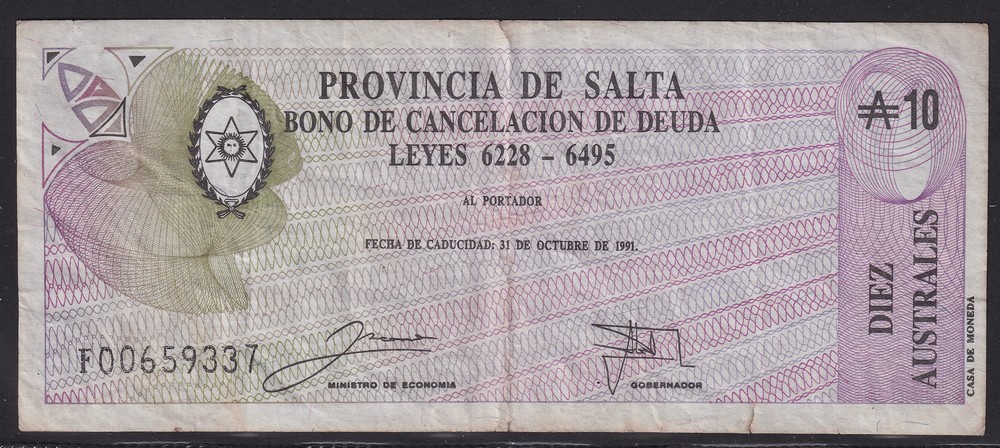 PROVINCIA DE SALTA
BONO DE CANCELACION DE DEUDA
LEYES 6228 - 6495
AL PORTADOR
FECHA DE CADUCIDAD: 31 DE OCTUBRE DE 1991.
₳ 10
DIEZ
AUSTRALES
CASA DE MONEDA
F00659337
MINISTRO DE ECONOMIA
GOBERNADOR